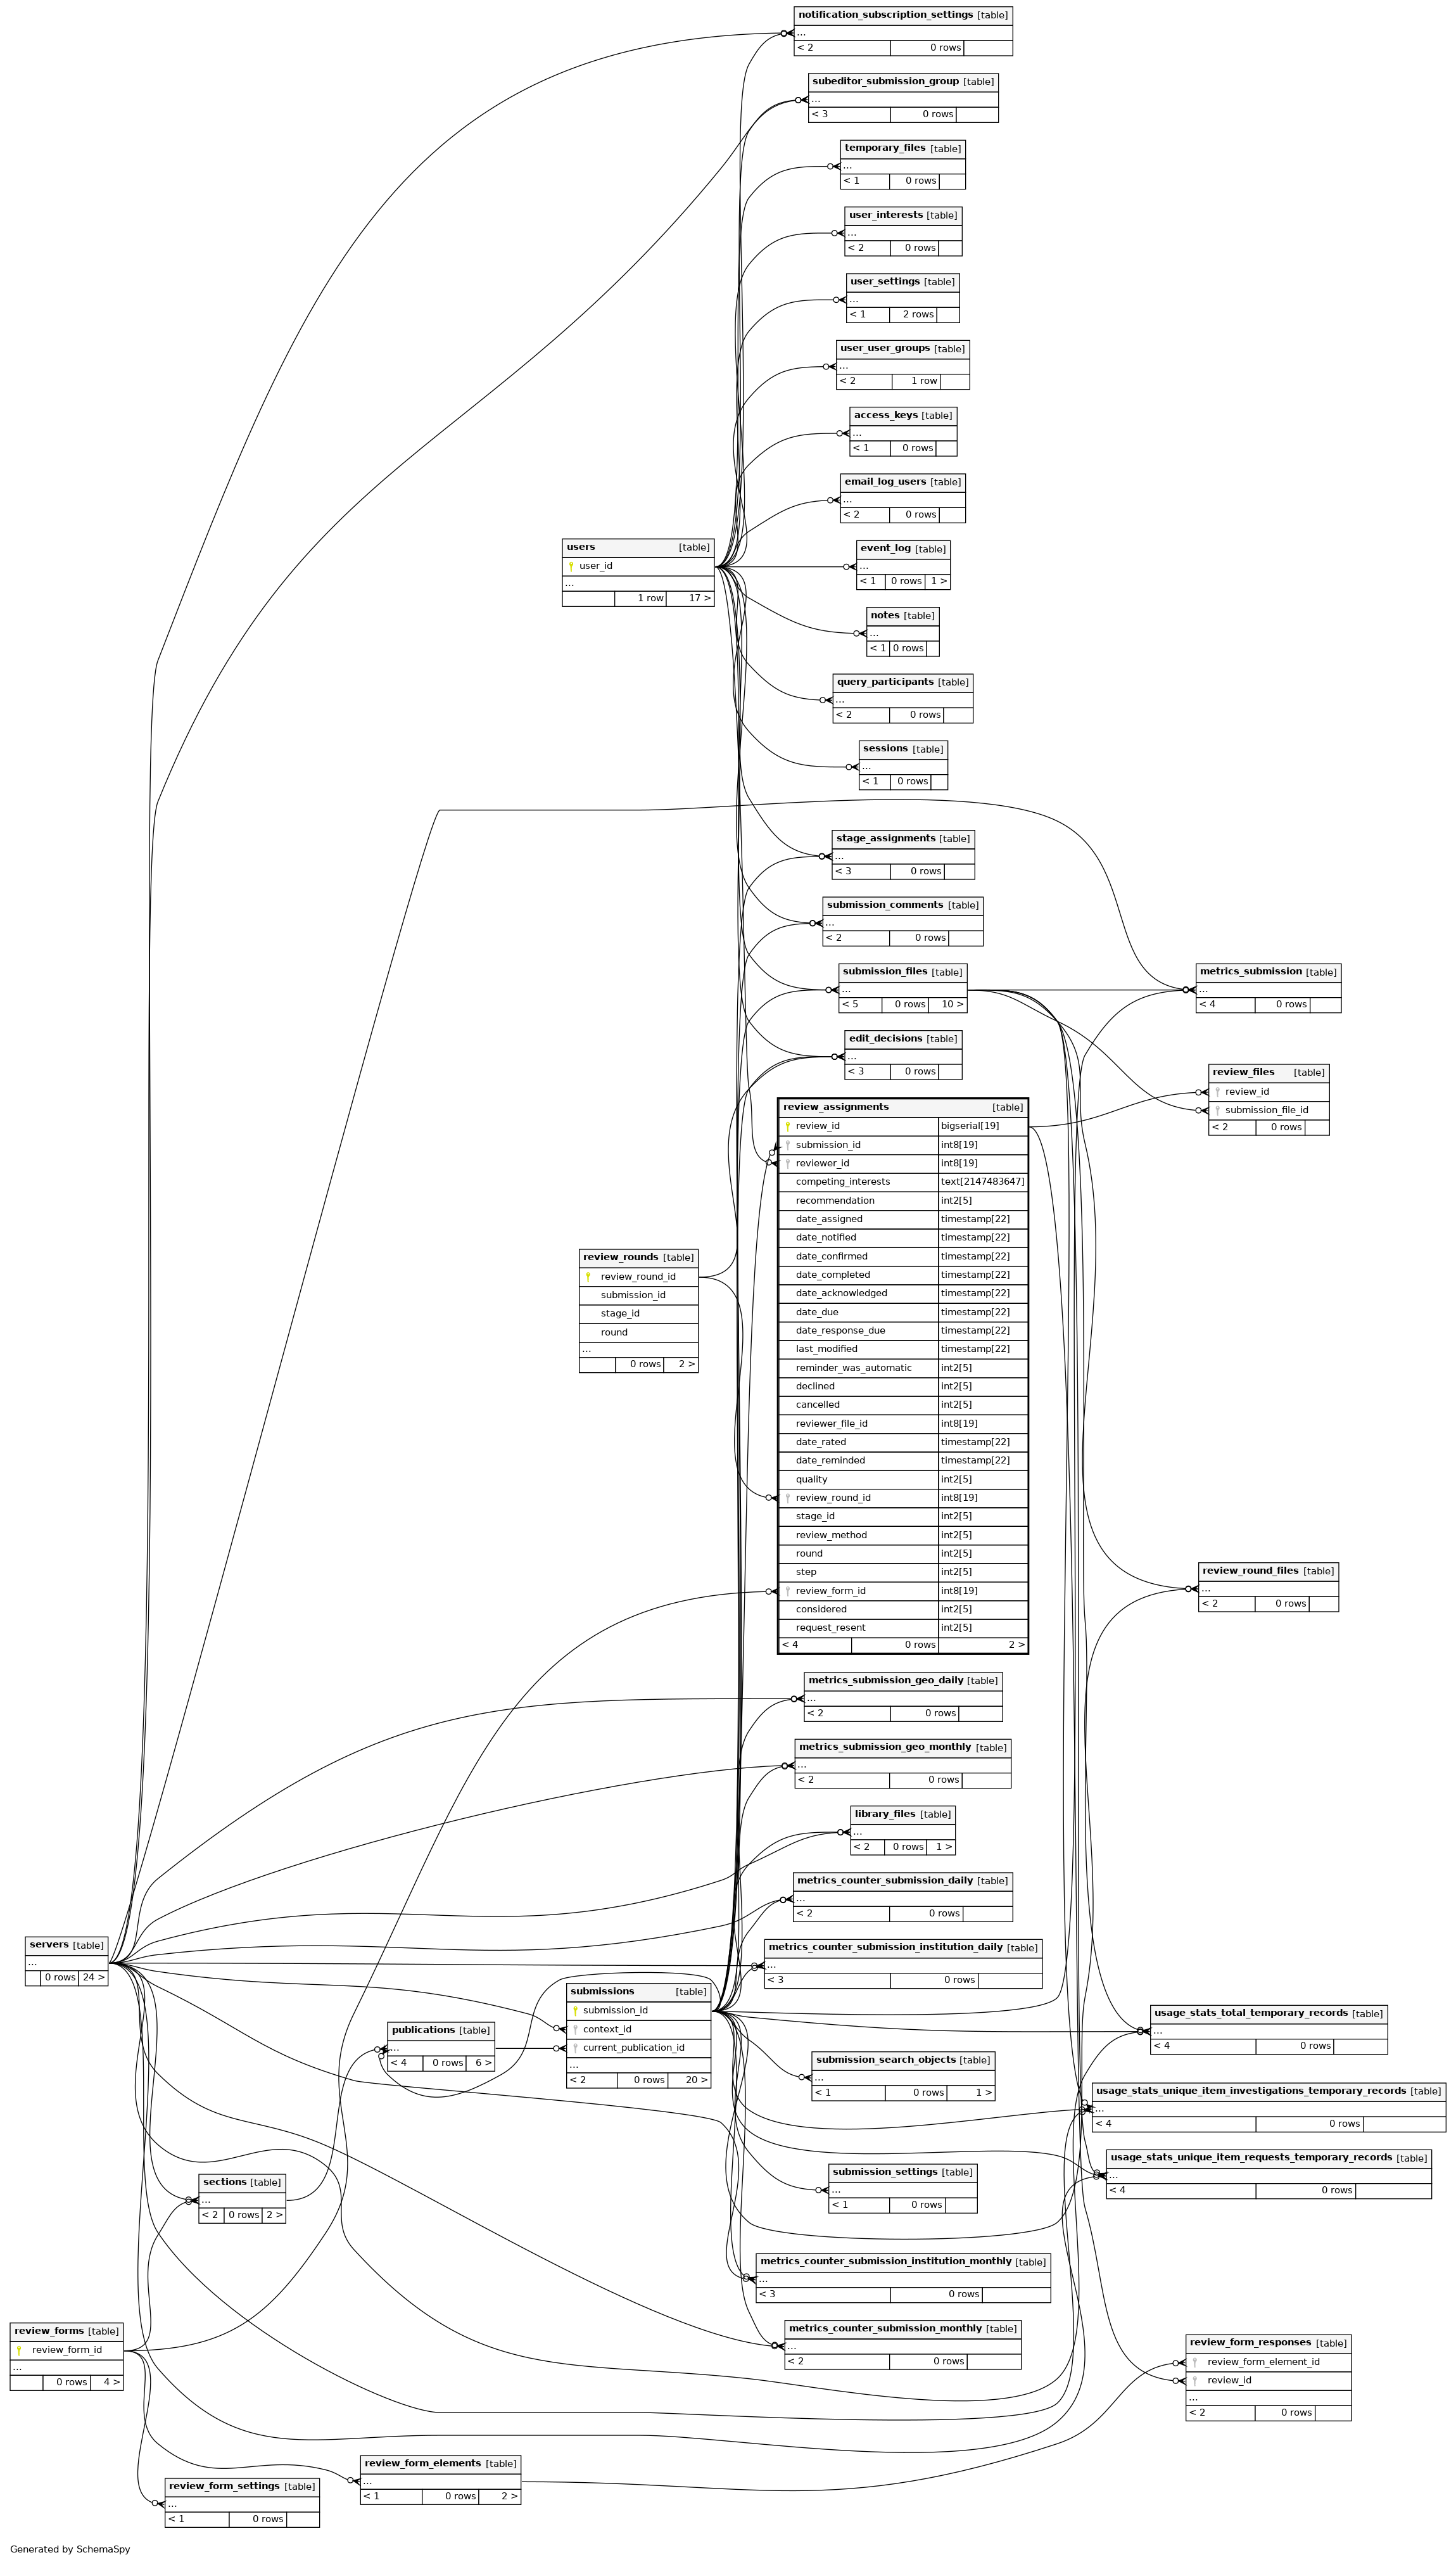 notification_subscription_settings [table]
...
< 2 0 rows
subeditor_submission_group [table]
...
< 3 0 rows
temporary_files [table]
...
< 1 0 rows
user_interests [table]
...
< 2 0 rows
user_settings [table]
...
< 1 2 rows
user_user_groups [table]
...
< 2 1 row
access_keys [table]
...
< 1 0 rows
email_log_users [table]
...
< 2 0 rows
users [table]
user_id
...
1 row 17 >
event_log [table]
...
< 1 0 rows 1 >
notes [table]
...
< 1 0 rows
query_participants [table]
...
< 2 0 rows
sessions [table]
...
< 1 0 rows
stage_assignments [table]
...
< 3 0 rows
submission_comments [table]
...
< 2 0 rows
submission_files [table]
...
< 5 0 rows 10 >
metrics_submission [table]
...
< 4 0 rows
edit_decisions [table]
...
< 3 0 rows
review_files [table]
review_id
submission_file_id
< 2 0 rows
review_assignments [table]
review_id bigserial[19]
submission_id int8[19]
reviewer_id int8[19]
competing_interests text[2147483647]
recommendation int2[5]
date_assigned timestamp[22]
date_notified timestamp[22]
date_confirmed timestamp[22]
date_completed timestamp[22]
date_acknowledged timestamp[22]
date_due timestamp[22]
date_response_due timestamp[22]
last_modified timestamp[22]
reminder_was_automatic int2[5]
declined int2[5]
cancelled int2[5]
reviewer_file_id int8[19]
date_rated timestamp[22]
date_reminded timestamp[22]
quality int2[5]
review_round_id int8[19]
stage_id int2[5]
review_method int2[5]
round int2[5]
step int2[5]
review_form_id int8[19]
considered int2[5]
request_resent int2[5]
< 4 0 rows 2 >
review_rounds [table]
review_round_id
submission_id
stage_id
round
...
0 rows 2 >
review_round_files [table]
...
< 2 0 rows
metrics_submission_geo_daily [table]
...
< 2 0 rows
metrics_submission_geo_monthly [table]
...
< 2 0 rows
library_files [table]
...
< 2 0 rows 1 >
metrics_counter_submission_daily [table]
...
< 2 0 rows
servers [table]
...
0 rows 24 >
metrics_counter_submission_institution_daily [table]
...
< 3 0 rows
submissions [table]
submission_id
context_id
current_publication_id
...
< 2 0 rows 20 >
publications [table]
...
< 4 0 rows 6 >
usage_stats_total_temporary_records [table]
...
< 4 0 rows
submission_search_objects [table]
...
< 1 0 rows 1 >
usage_stats_unique_item_investigations_temporary_records [table]
...
< 4 0 rows
usage_stats_unique_item_requests_temporary_records [table]
...
< 4 0 rows
submission_settings [table]
...
< 1 0 rows
sections [table]
...
< 2 0 rows 2 >
metrics_counter_submission_institution_monthly [table]
...
< 3 0 rows
metrics_counter_submission_monthly [table]
...
< 2 0 rows
review_forms [table]
review_form_id
...
0 rows 4 >
review_form_responses [table]
review_form_element_id
review_id
...
< 2 0 rows
review_form_elements [table]
...
< 1 0 rows 2 >
review_form_settings [table]
...
< 1 0 rows
Generated by SchemaSpy